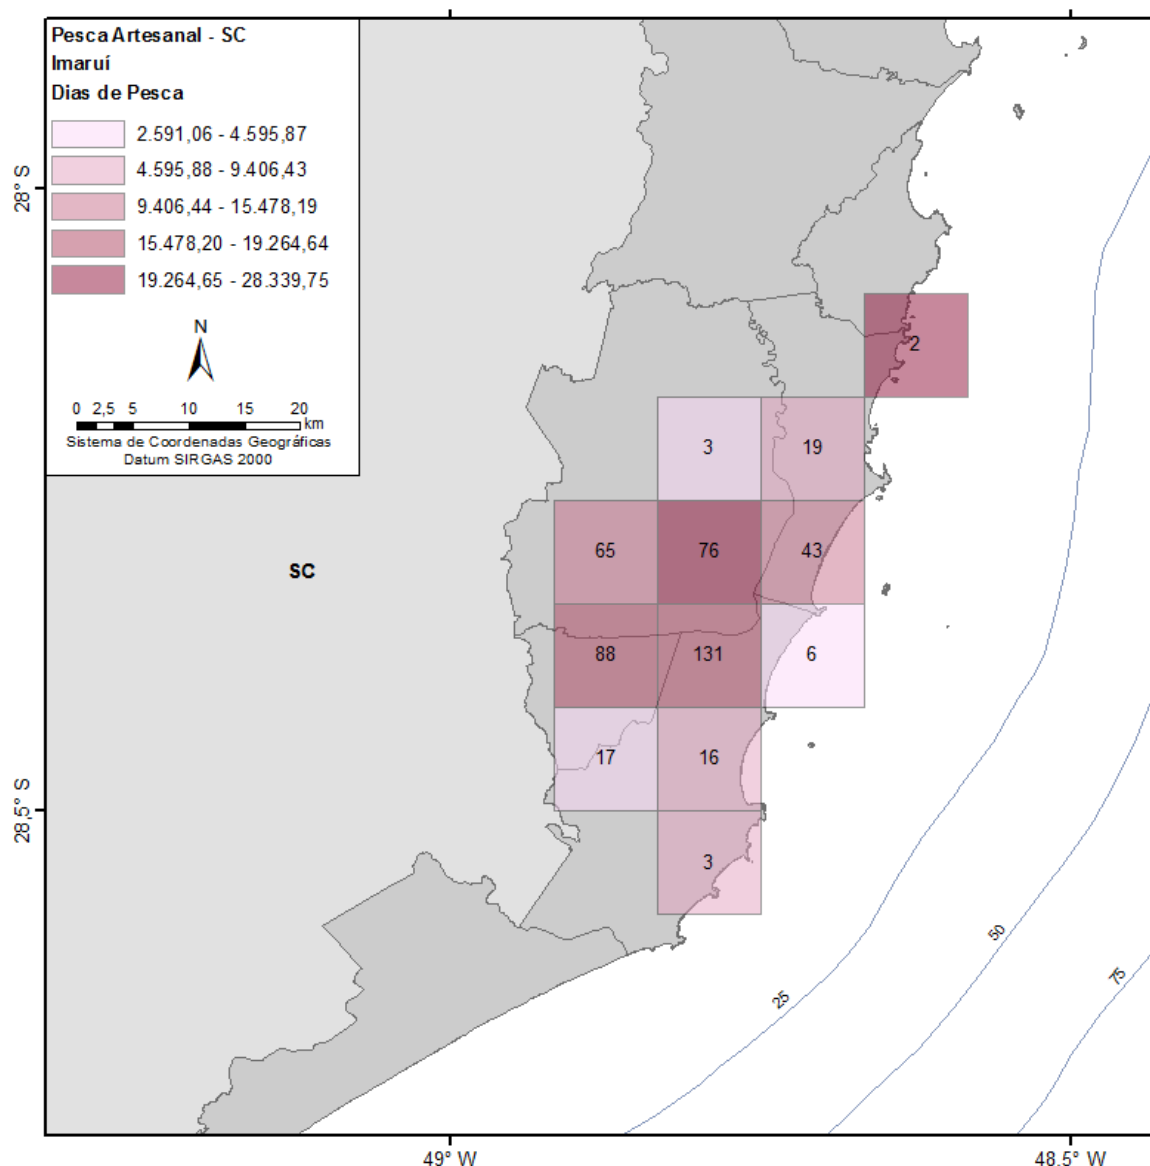 Pesca Artesanal - SC
Imaruí
Dias de Pesca
2.591,06 - 4.595,87
4.595,88 - 9.406,43
9.406,44 - 15.478,19
15.478,20 - 19.264,64
19.264,65 - 28.339,75
N
0 2,5 5 10 15 20
km
Sistema de Coordenadas Geográficas
Datum SIRGAS 2000
28° S
2
3 19
SC
65 76 43
88 131 6
17 16
28,5° S
3
25
50
75
49° W
48,5° W